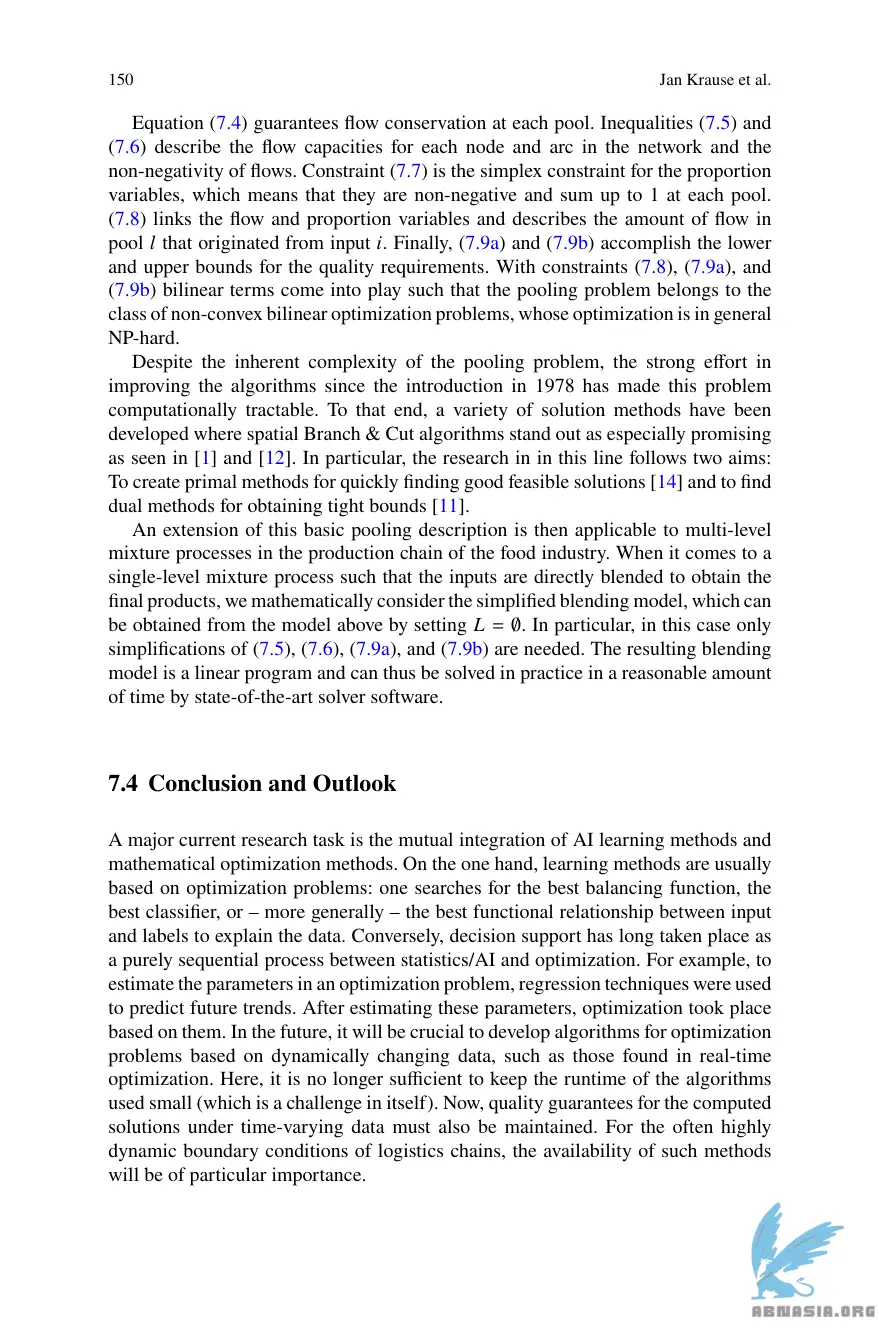 150 Jan Krause et al.
Equation (7.4) guarantees flow conservation at each pool. Inequalities (7.5) and
(7.6) describe the flow capacities for each node and arc in the network and the
non-negativity of flows. Constraint (7.7) is the simplex constraint for the proportion
variables, which means that they are non-negative and sum up to 1 at each pool.
(7.8) links the flow and proportion variables and describes the amount of flow in
pool l that originated from input i. Finally, (7.9a) and (7.9b) accomplish the lower
and upper bounds for the quality requirements. With constraints (7.8), (7.9a), and
(7.9b) bilinear terms come into play such that the pooling problem belongs to the
class of non-convex bilinear optimization problems, whose optimization is in general
NP-hard.
Despite the inherent complexity of the pooling problem, the strong effort in
improving the algorithms since the introduction in 1978 has made this problem
computationally tractable. To that end, a variety of solution methods have been
developed where spatial Branch & Cut algorithms stand out as especially promising
as seen in [1] and [12]. In particular, the research in in this line follows two aims:
To create primal methods for quickly finding good feasible solutions [14] and to find
dual methods for obtaining tight bounds [11].
An extension of this basic pooling description is then applicable to multi-level
mixture processes in the production chain of the food industry. When it comes to a
single-level mixture process such that the inputs are directly blended to obtain the
final products, we mathematically consider the simplified blending model, which can
be obtained from the model above by setting L = ∅. In particular, in this case only
simplifications of (7.5), (7.6), (7.9a), and (7.9b) are needed. The resulting blending
model is a linear program and can thus be solved in practice in a reasonable amount
of time by state-of-the-art solver software.
7.4 Conclusion and Outlook
A major current research task is the mutual integration of AI learning methods and
mathematical optimization methods. On the one hand, learning methods are usually
based on optimization problems: one searches for the best balancing function, the
best classifier, or – more generally – the best functional relationship between input
and labels to explain the data. Conversely, decision support has long taken place as
a purely sequential process between statistics/AI and optimization. For example, to
estimate the parameters in an optimization problem, regression techniques were used
to predict future trends. After estimating these parameters, optimization took place
based on them. In the future, it will be crucial to develop algorithms for optimization
problems based on dynamically changing data, such as those found in real-time
optimization. Here, it is no longer sufficient to keep the runtime of the algorithms
used small (which is a challenge in itself). Now, quality guarantees for the computed
solutions under time-varying data must also be maintained. For the often highly
dynamic boundary conditions of logistics chains, the availability of such methods
will be of particular importance.
ABNASIA.ORG